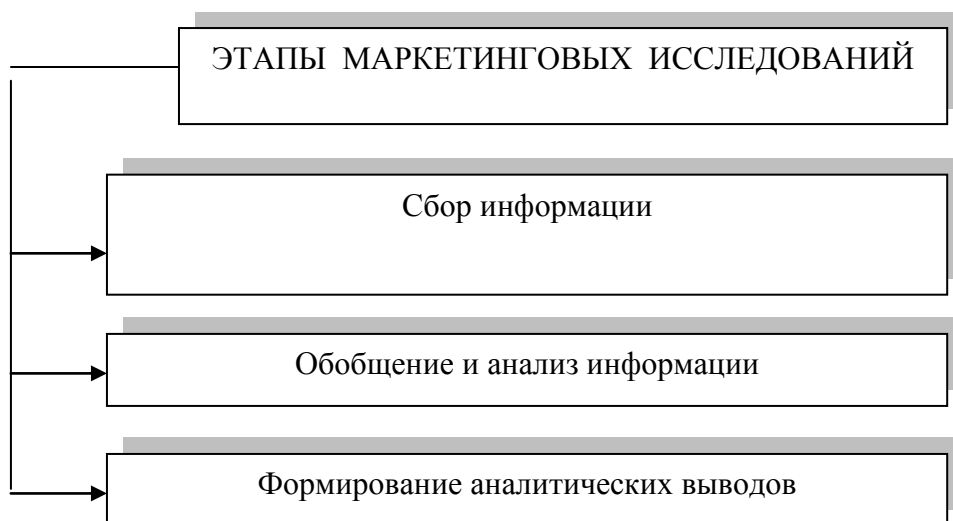 ЭТАПЫ МАРКЕТИНГОВЫХ ИССЛЕДОВАНИЙ
Сбор информации
Обобщение и анализ информации
Формирование аналитических выводов